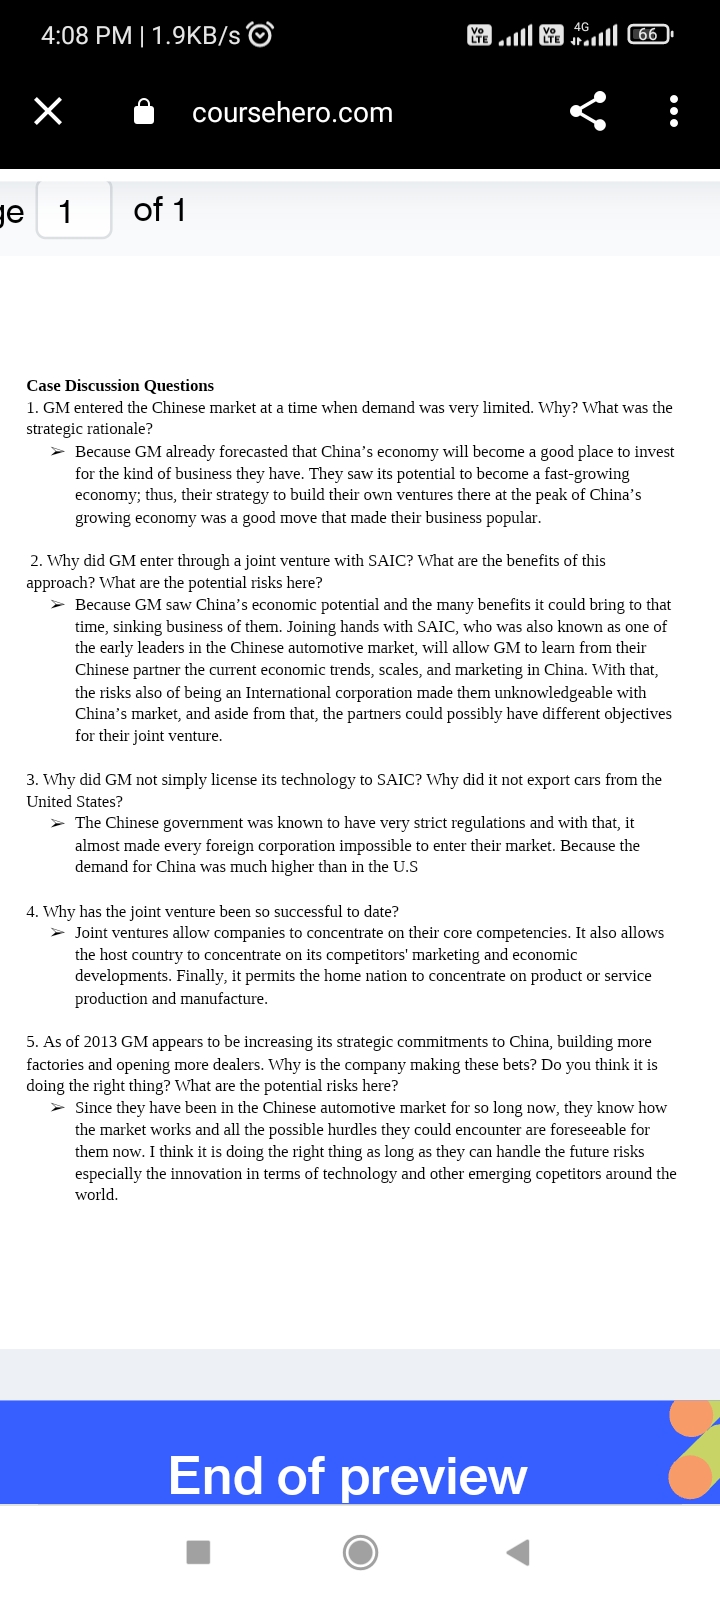 4:08 PM | 1.9KB/s
Vo LTE Vo LTE 4G 66
coursehero.com
ge 1 of 1
Case Discussion Questions
1. GM entered the Chinese market at a time when demand was very limited. Why? What was the
strategic rationale?
➢ Because GM already forecasted that China’s economy will become a good place to invest
for the kind of business they have. They saw its potential to become a fast-growing
economy; thus, their strategy to build their own ventures there at the peak of China’s
growing economy was a good move that made their business popular.
2. Why did GM enter through a joint venture with SAIC? What are the benefits of this
approach? What are the potential risks here?
➢ Because GM saw China’s economic potential and the many benefits it could bring to that
time, sinking business of them. Joining hands with SAIC, who was also known as one of
the early leaders in the Chinese automotive market, will allow GM to learn from their
Chinese partner the current economic trends, scales, and marketing in China. With that,
the risks also of being an International corporation made them unknowledgeable with
China’s market, and aside from that, the partners could possibly have different objectives
for their joint venture.
3. Why did GM not simply license its technology to SAIC? Why did it not export cars from the
United States?
➢ The Chinese government was known to have very strict regulations and with that, it
almost made every foreign corporation impossible to enter their market. Because the
demand for China was much higher than in the U.S
4. Why has the joint venture been so successful to date?
➢ Joint ventures allow companies to concentrate on their core competencies. It also allows
the host country to concentrate on its competitors' marketing and economic
developments. Finally, it permits the home nation to concentrate on product or service
production and manufacture.
5. As of 2013 GM appears to be increasing its strategic commitments to China, building more
factories and opening more dealers. Why is the company making these bets? Do you think it is
doing the right thing? What are the potential risks here?
➢ Since they have been in the Chinese automotive market for so long now, they know how
the market works and all the possible hurdles they could encounter are foreseeable for
them now. I think it is doing the right thing as long as they can handle the future risks
especially the innovation in terms of technology and other emerging copetitors around the
world.
End of preview